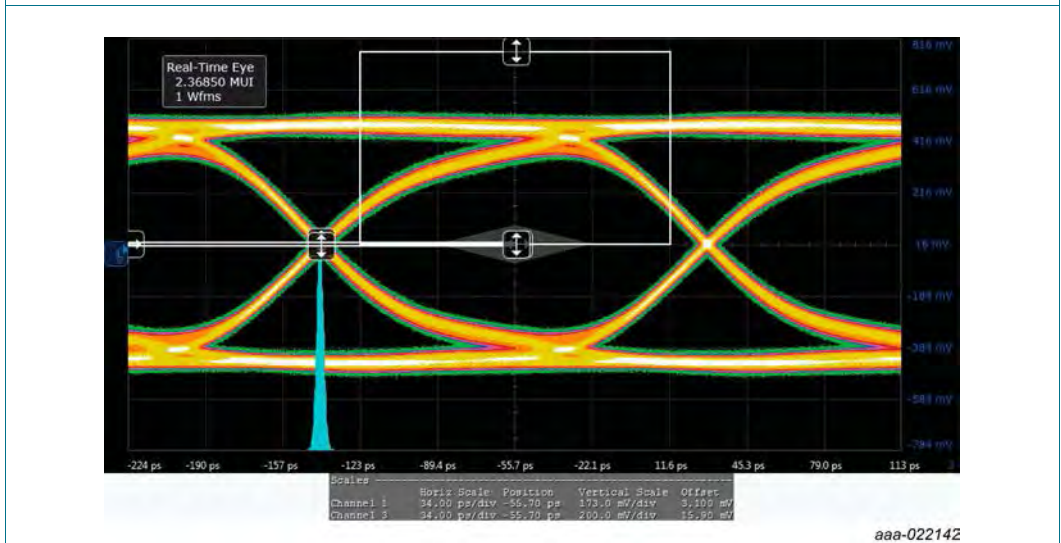 816 mV
Real-Time Eye
2.36850 MUI
1 Wfms
616 mV
416 mV
216 mV
16 mV
-184 mV
-384 mV
-584 mV
-784 mV
-224 ps -190 ps -157 ps -123 ps -89.4 ps -55.7 ps -22.1 ps 11.6 ps 45.3 ps 79.0 ps 113 ps
Scales
Horiz Scale Position Vertical Scale Offset
Channel 1 34.00 ps/div -55.70 ps 173.0 mV/div 3.100 mV
Channel 3 34.00 ps/div -55.70 ps 200.0 mV/div 15.90 mV
aaa-022142